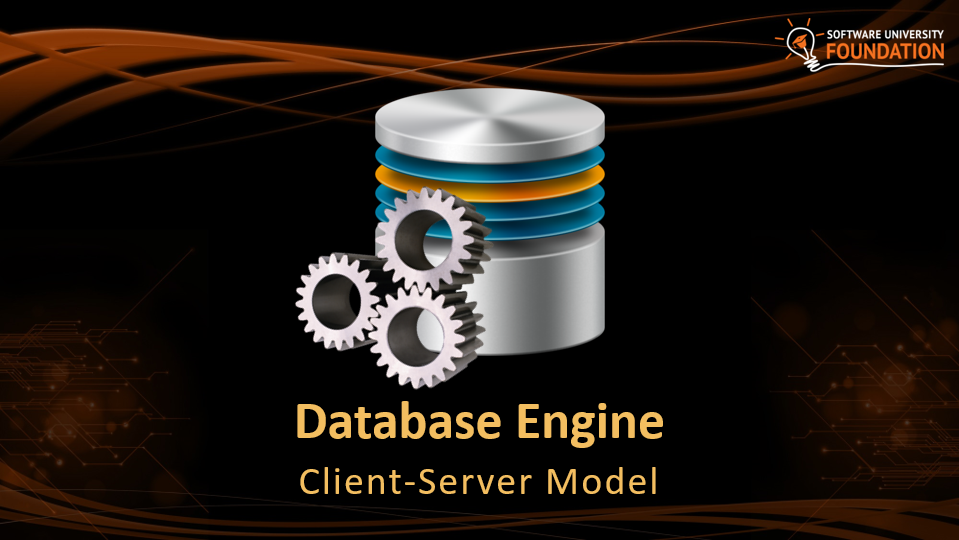 SOFTWARE UNIVERSITY
FOUNDATION
Database Engine
Client-Server Model